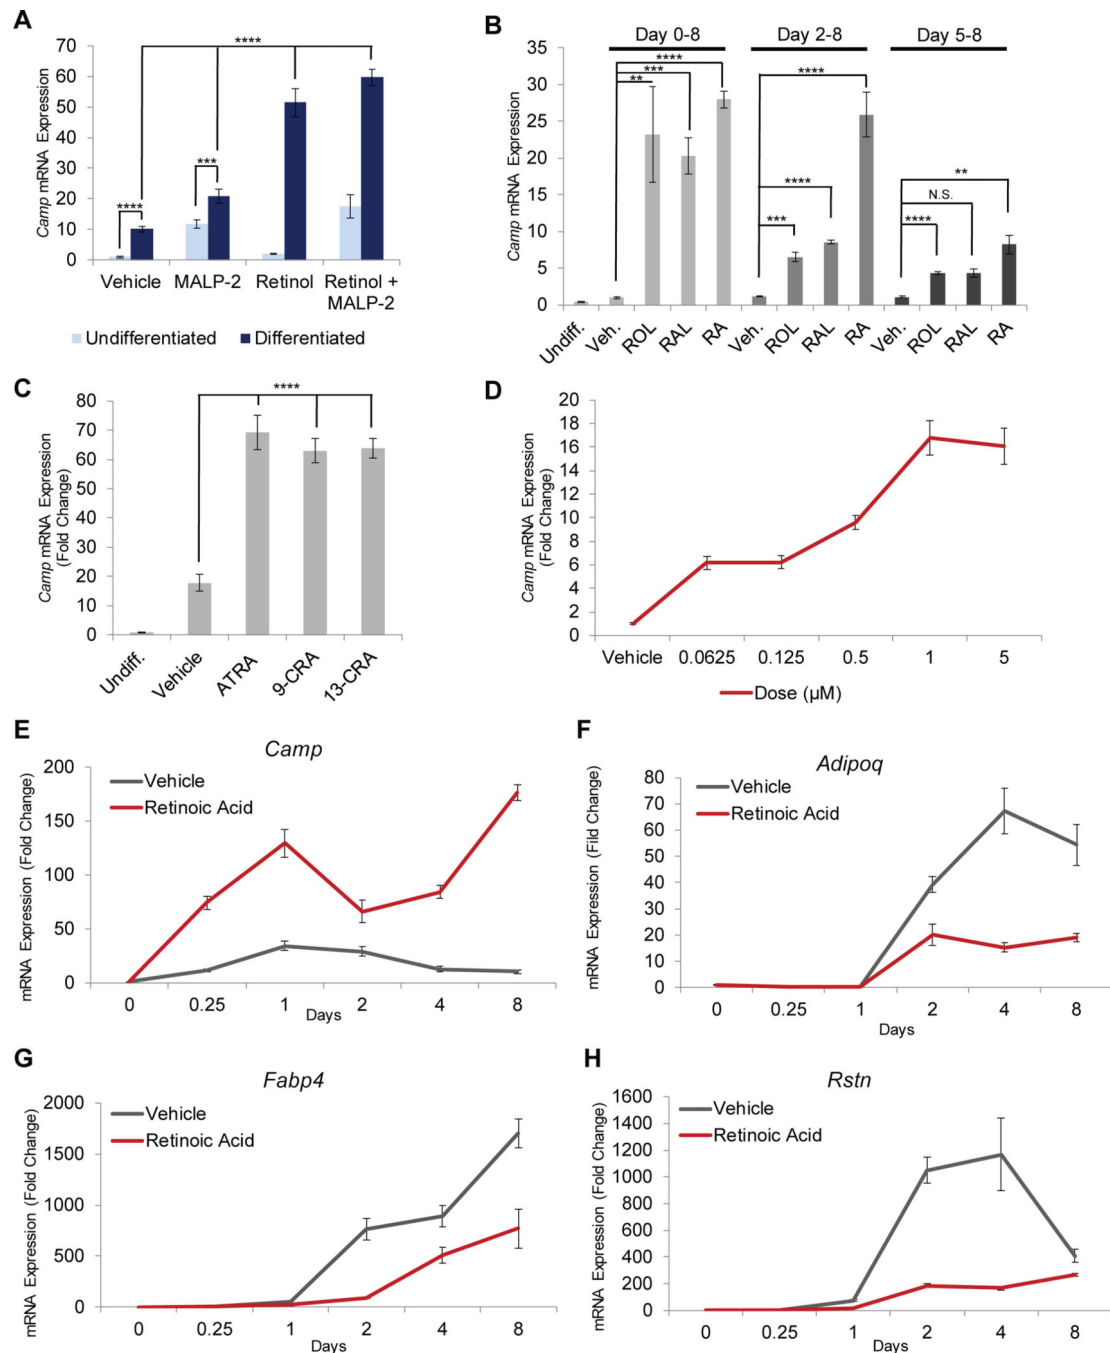 A
Camp mRNA Expression
70
60
50
40
30
20
10
0
****
****
***
Vehicle MALP-2 Retinol Retinol +
MALP-2
Undifferentiated Differentiated
B
Day 0-8 Day 2-8 Day 5-8
Camp mRNA Expression
35
30
25
20
15
10
5
0
****
***
**
****
****
***
**
N.S.
****
Undiff. Veh. ROL RAL RA Veh. ROL RAL RA Veh. ROL RAL RA
C
Camp mRNA Expression
(Fold Change)
80
70
60
50
40
30
20
10
0
****
Undiff. Vehicle ATRA 9-CRA 13-CRA
D
Camp mRNA Expression
(Fold Change)
20
18
16
14
12
10
8
6
4
2
0
Vehicle 0.0625 0.125 0.5 1 5
Dose (µM)
E
Camp
mRNA Expression (Fold Change)
200
150
100
50
0
Vehicle
Retinoic Acid
0 0.25 1 2 4 8
Days
F
Adipoq
mRNA Expression (Fild Change)
80
70
60
50
40
30
20
10
0
Vehicle
Retinoic Acid
0 0.25 1 2 4 8
Days
G
Fabp4
mRNA Expression (Fold Change)
2000
1500
1000
500
0
Vehicle
Retinoic Acid
0 0.25 1 2 4 8
Days
H
Rstn
mRNA Expression (Fold Change)
1600
1400
1200
1000
800
600
400
200
0
Vehicle
Retinoic Acid
0 0.25 1 2 4 8
Days